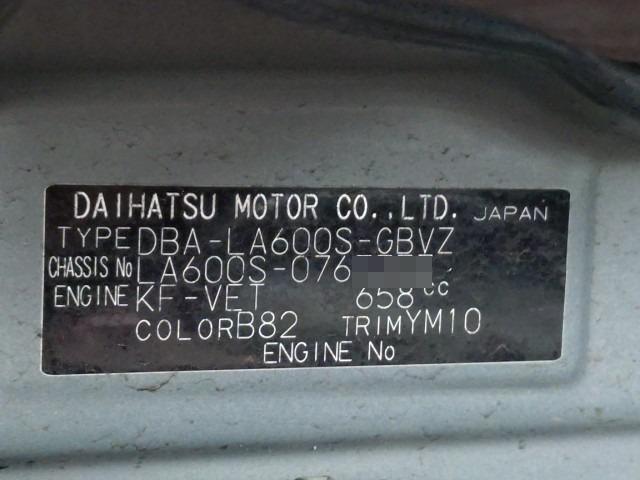 DAIHATSU MOTOR CO.,LTD. JAPAN
TYPE DBA-LA600S-GBVZ
CHASSIS No LA600S-076
ENGINE KF-VET 658 cc
COLOR B82 TRIM YM10
ENGINE No